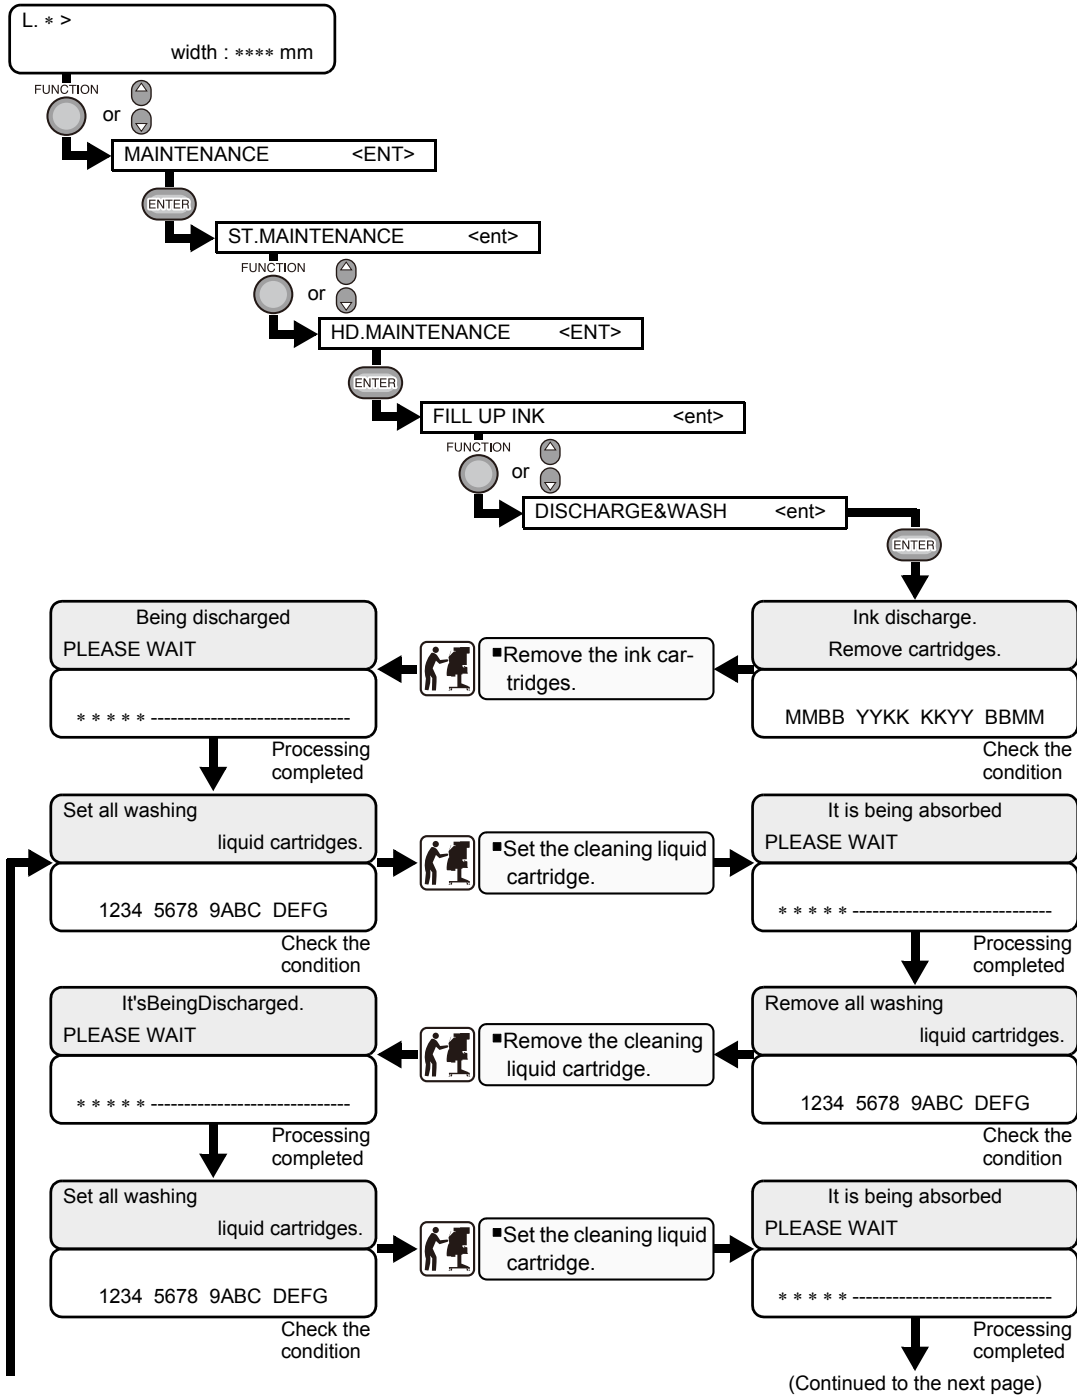 L. * >
width : **** mm
FUNCTION
or
MAINTENANCE <ENT>
ENTER
ST.MAINTENANCE <ent>
FUNCTION
or
HD.MAINTENANCE <ENT>
ENTER
FILL UP INK <ent>
FUNCTION
or
DISCHARGE&WASH <ent>
ENTER
Ink discharge.
Remove cartridges.
MMBB YYKK KKYY BBMM
Check the
condition
■Remove the ink car-
tridges.
Being discharged
PLEASE WAIT
* * * * * ------------------------------
Processing
completed
Set all washing
liquid cartridges.
1234 5678 9ABC DEFG
Check the
condition
■Set the cleaning liquid
cartridge.
It is being absorbed
PLEASE WAIT
* * * * * ------------------------------
Processing
completed
Remove all washing
liquid cartridges.
1234 5678 9ABC DEFG
Check the
condition
■Remove the cleaning
liquid cartridge.
It'sBeingDischarged.
PLEASE WAIT
* * * * * ------------------------------
Processing
completed
Set all washing
liquid cartridges.
1234 5678 9ABC DEFG
Check the
condition
■Set the cleaning liquid
cartridge.
It is being absorbed
PLEASE WAIT
* * * * * ------------------------------
Processing
completed
(Continued to the next page)